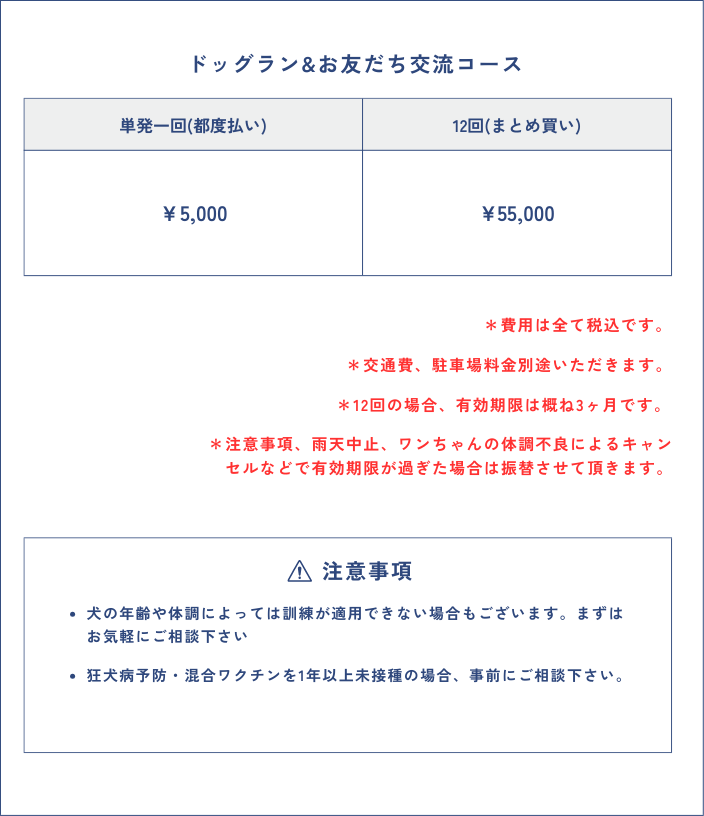 ドッグラン&お友だち交流コース
単発一回(都度払い)
12回(まとめ買い)
￥5,000
¥55,000
＊費用は全て税込です。
＊交通費、駐車場料金別途いただきます。
＊12回の場合、有効期限は概ね3ヶ月です。
＊注意事項、雨天中止、ワンちゃんの体調不良によるキャン
セルなどで有効期限が過ぎた場合は振替させて頂きます。
注意事項
• 犬の年齢や体調によっては訓練が適用できない場合もございます。まずは
お気軽にご相談下さい
• 狂犬病予防・混合ワクチンを1年以上未接種の場合、事前にご相談下さい。